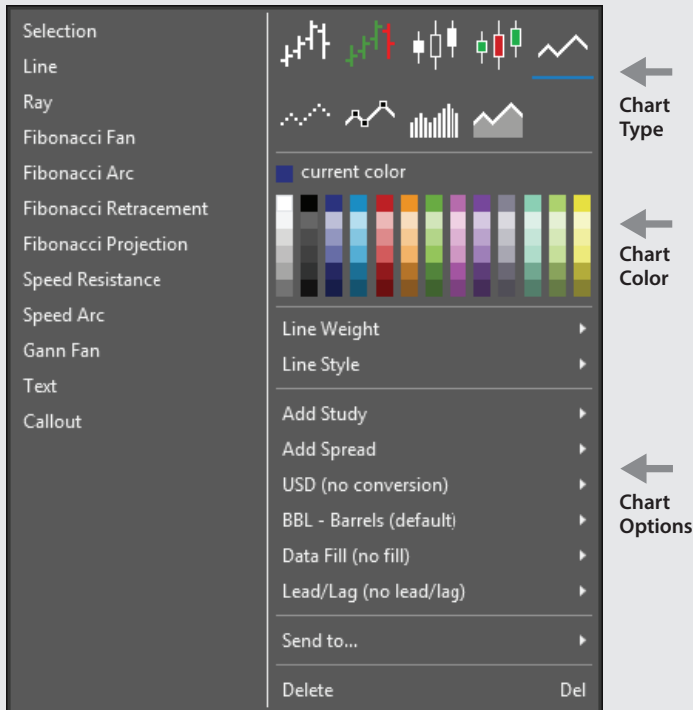 Selection
Line
Ray
Fibonacci Fan
Fibonacci Arc
Fibonacci Retracement
Fibonacci Projection
Speed Resistance
Speed Arc
Gann Fan
Text
Callout
current color
Line Weight
Line Style
Add Study
Add Spread
USD (no conversion)
BBL - Barrels (default)
Data Fill (no fill)
Lead/Lag (no lead/lag)
Send to...
Delete Del
Chart
Type
Chart
Color
Chart
Options